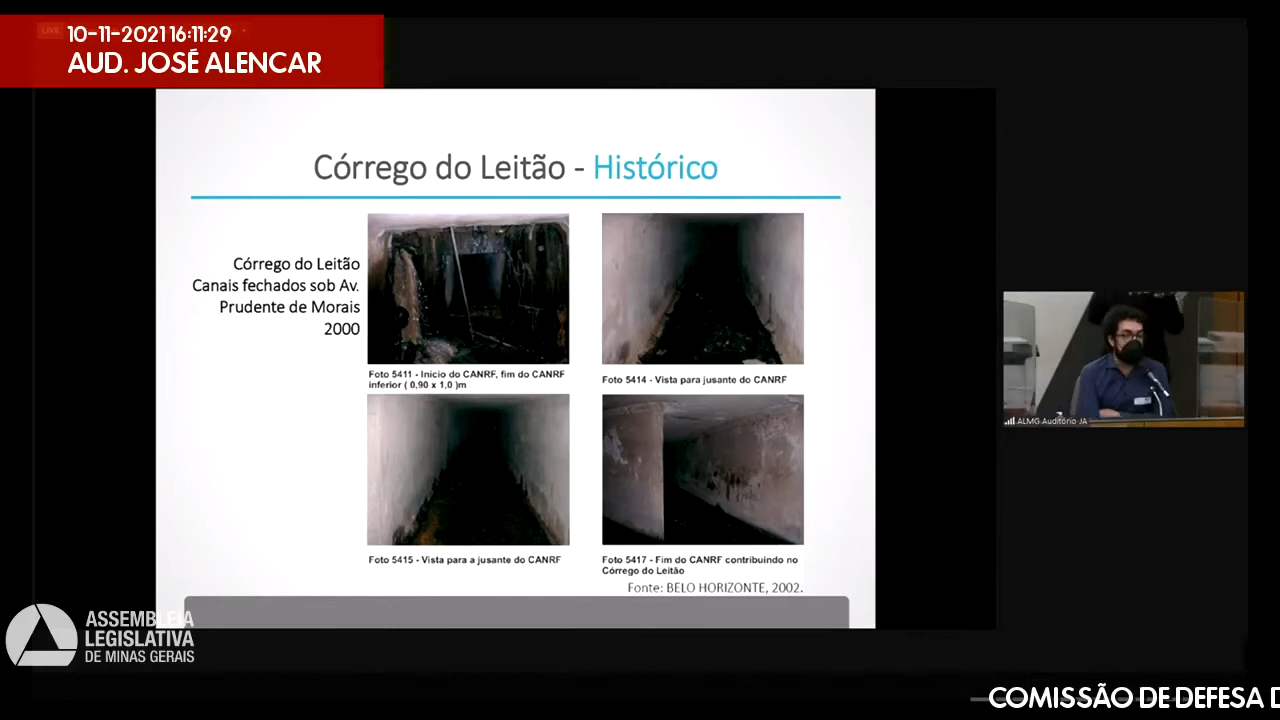 LIVE
10-11-2021 16:11:29
AUD. JOSÉ ALENCAR
Córrego do Leitão - Histórico
Córrego do Leitão
Canais fechados sob Av.
Prudente de Morais
2000
Foto 5411 - Inicio do CANRF, fim do CANRF
inferior ( 0,90 x 1,0 )m
Foto 5414 - Vista para jusante do CANRF
Foto 5415 - Vista para a jusante do CANRF
Foto 5417 - Fim do CANRF contribuindo no
Córrego do Leitão
Fonte: BELO HORIZONTE, 2002.
ALMG Auditório JA
ASSEMBLEIA
LEGISLATIVA
DE MINAS GERAIS
COMISSÃO DE DEFESA D